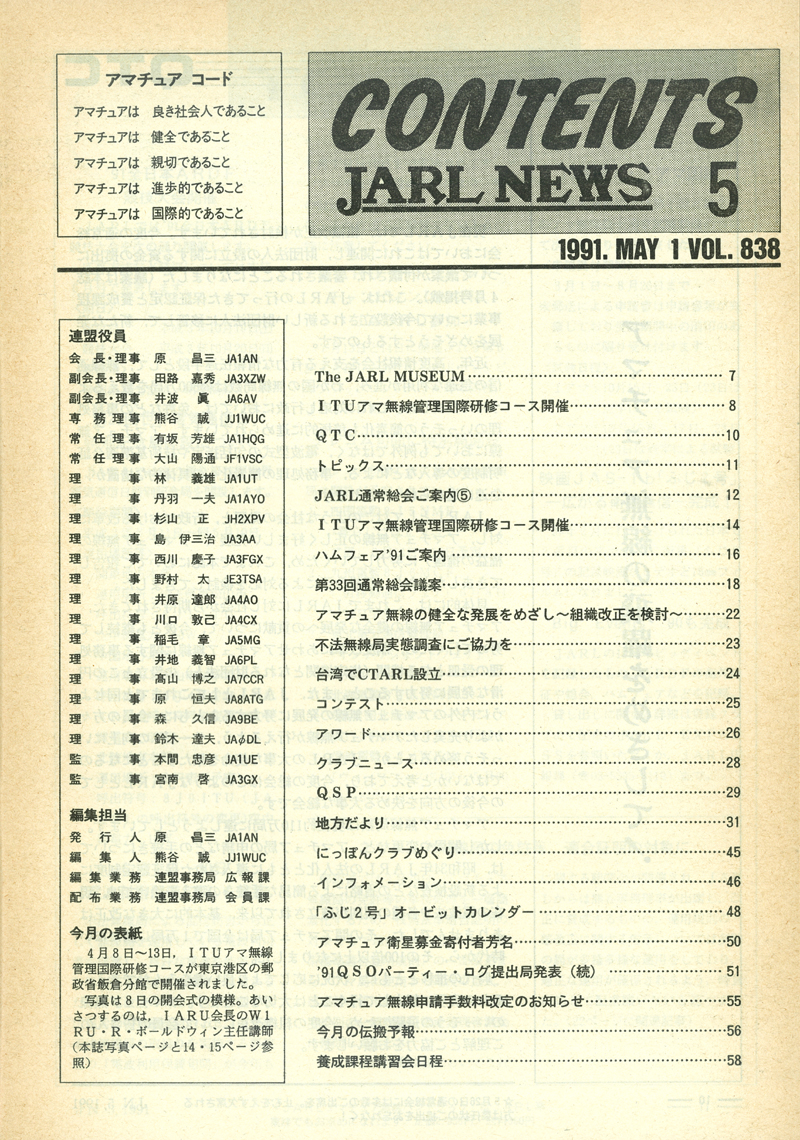 アマチュア コード
アマチュアは 良き社会人であること
アマチュアは 健全であること
アマチュアは 親切であること
アマチュアは 進歩的であること
アマチュアは 国際的であること
CONTENTS
JARL NEWS 5
1991. MAY 1 VOL. 838
連盟役員
会長・理事 原 昌三 JA1AN
副会長・理事 田路 嘉秀 JA3XZW
副会長・理事 井波 眞 JA6AV
専務理事 熊谷 誠 JJ1WUC
常任理事 有坂 芳雄 JA1HQG
常任理事 大山 陽通 JF1VSC
理事 林 義雄 JA1UT
理事 丹羽 一夫 JA1AYO
理事 杉山 正 JH2XPV
理事 島 伊三治 JA3AA
理事 西川 慶子 JA3FGX
理事 野村 太 JE3TSA
理事 井原 達郎 JA4AO
理事 川口 敦己 JA4CX
理事 稲毛 章 JA5MG
理事 井地 義智 JA6PL
理事 高山 博之 JA7CCR
理事 原 恒夫 JA8ATG
理事 森 久信 JA9BE
理事 鈴木 達夫 JAφDL
監事 本間 忠彦 JA1UE
監事 宮南 啓 JA3GX
編集担当
発行人 原 昌三 JA1AN
編集人 熊谷 誠 JJ1WUC
編集業務 連盟事務局 広報課
配布業務 連盟事務局 会員課
今月の表紙
4月8日〜13日，ITUアマ無線
管理国際研修コースが東京港区の郵
政省飯倉分館で開催されました。
写真は8日の開会式の模様。あい
さつするのは，IARU会長のW1
RU・R・ボールドウィン主任講師
（本誌写真ページと14・15ページ参
照）
The JARL MUSEUM 7
ITUアマ無線管理国際研修コース開催 8
QTC 10
トピックス 11
JARL通常総会ご案内⑤ 12
ITUアマ無線管理国際研修コース開催 14
ハムフェア'91ご案内 16
第33回通常総会議案 18
アマチュア無線の健全な発展をめざし〜組織改正を検討〜 22
不法無線局実態調査にご協力を 23
台湾でCTARL設立 24
コンテスト 25
アワード 26
クラブニュース 28
QSP 29
地方だより 31
にっぽんクラブめぐり 45
インフォメーション 46
「ふじ2号」オービットカレンダー 48
アマチュア衛星募金寄付者芳名 50
'91QSOパーティー・ログ提出局発表（続） 51
アマチュア無線申請手数料改定のお知らせ 55
今月の伝搬予報 56
養成課程講習会日程 58